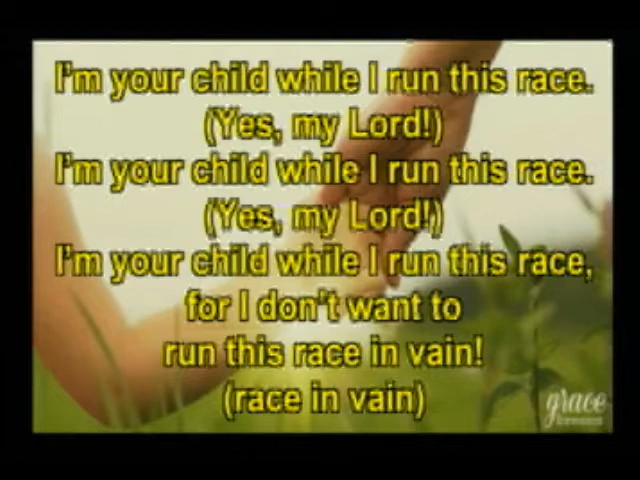 I'm your child while I run this race.
(Yes, my Lord!)
I'm your child while I run this race.
(Yes, my Lord!)
I'm your child while I run this race,
for I don't want to
run this race in vain!
(race in vain)
grace